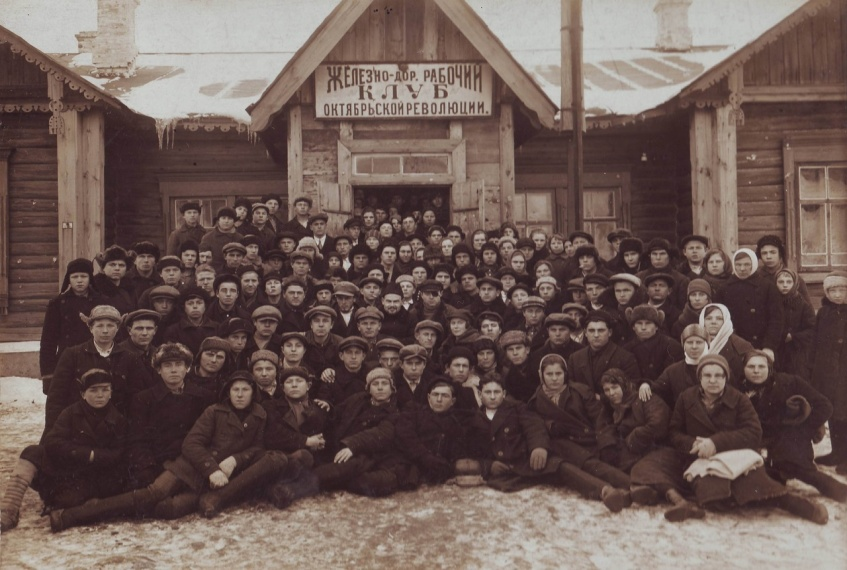 ЖЕЛЕЗНО-ДОР. РАБОЧИЙ
КЛУБ
ОКТЯБРЬСКОЙ РЕВОЛЮЦИИ.